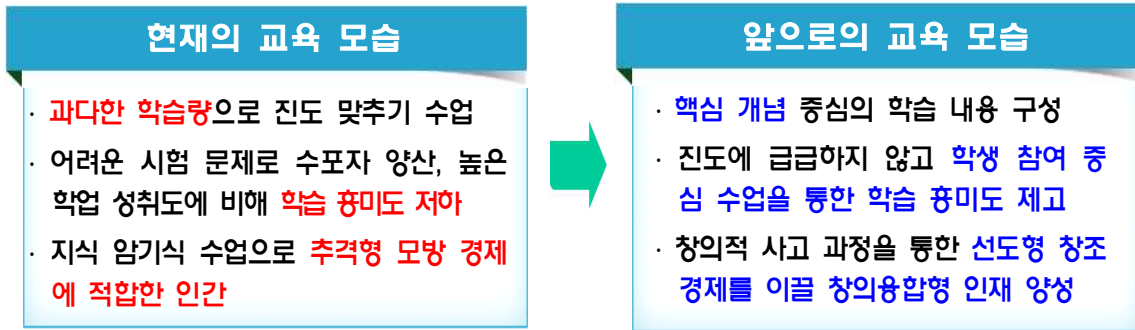 현재의 교육 모습
· 과다한 학습량으로 진도 맞추기 수업
· 어려운 시험 문제로 수포자 양산, 높은
학업 성취도에 비해 학습 흥미도 저하
· 지식 암기식 수업으로 추격형 모방 경제
에 적합한 인간
앞으로의 교육 모습
· 핵심 개념 중심의 학습 내용 구성
· 진도에 급급하지 않고 학생 참여 중
심 수업을 통한 학습 흥미도 제고
· 창의적 사고 과정을 통한 선도형 창조
경제를 이끌 창의융합형 인재 양성